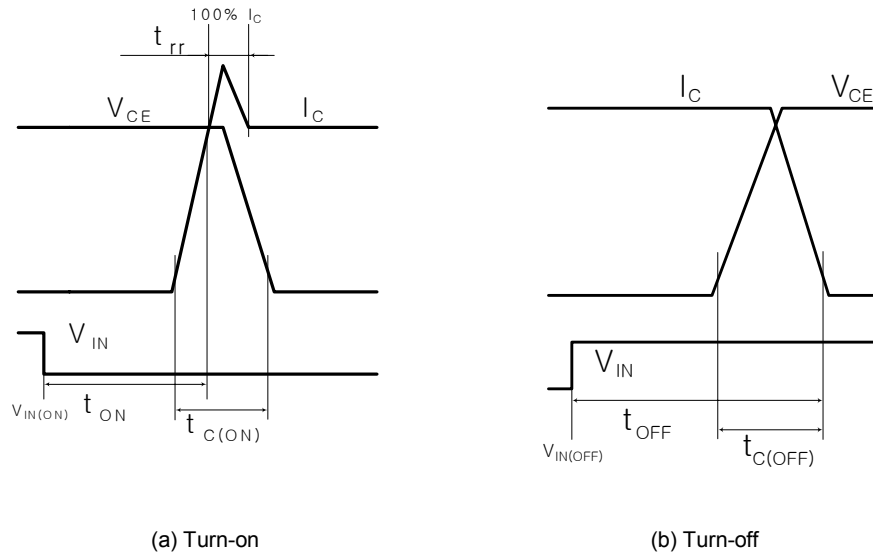 100% I_C
t_rr
V_CE
I_C
V_IN
V_IN(ON)
t_ON
t_C(ON)
(a) Turn-on
I_C
V_CE
V_IN
V_IN(OFF)
t_OFF
t_C(OFF)
(b) Turn-off